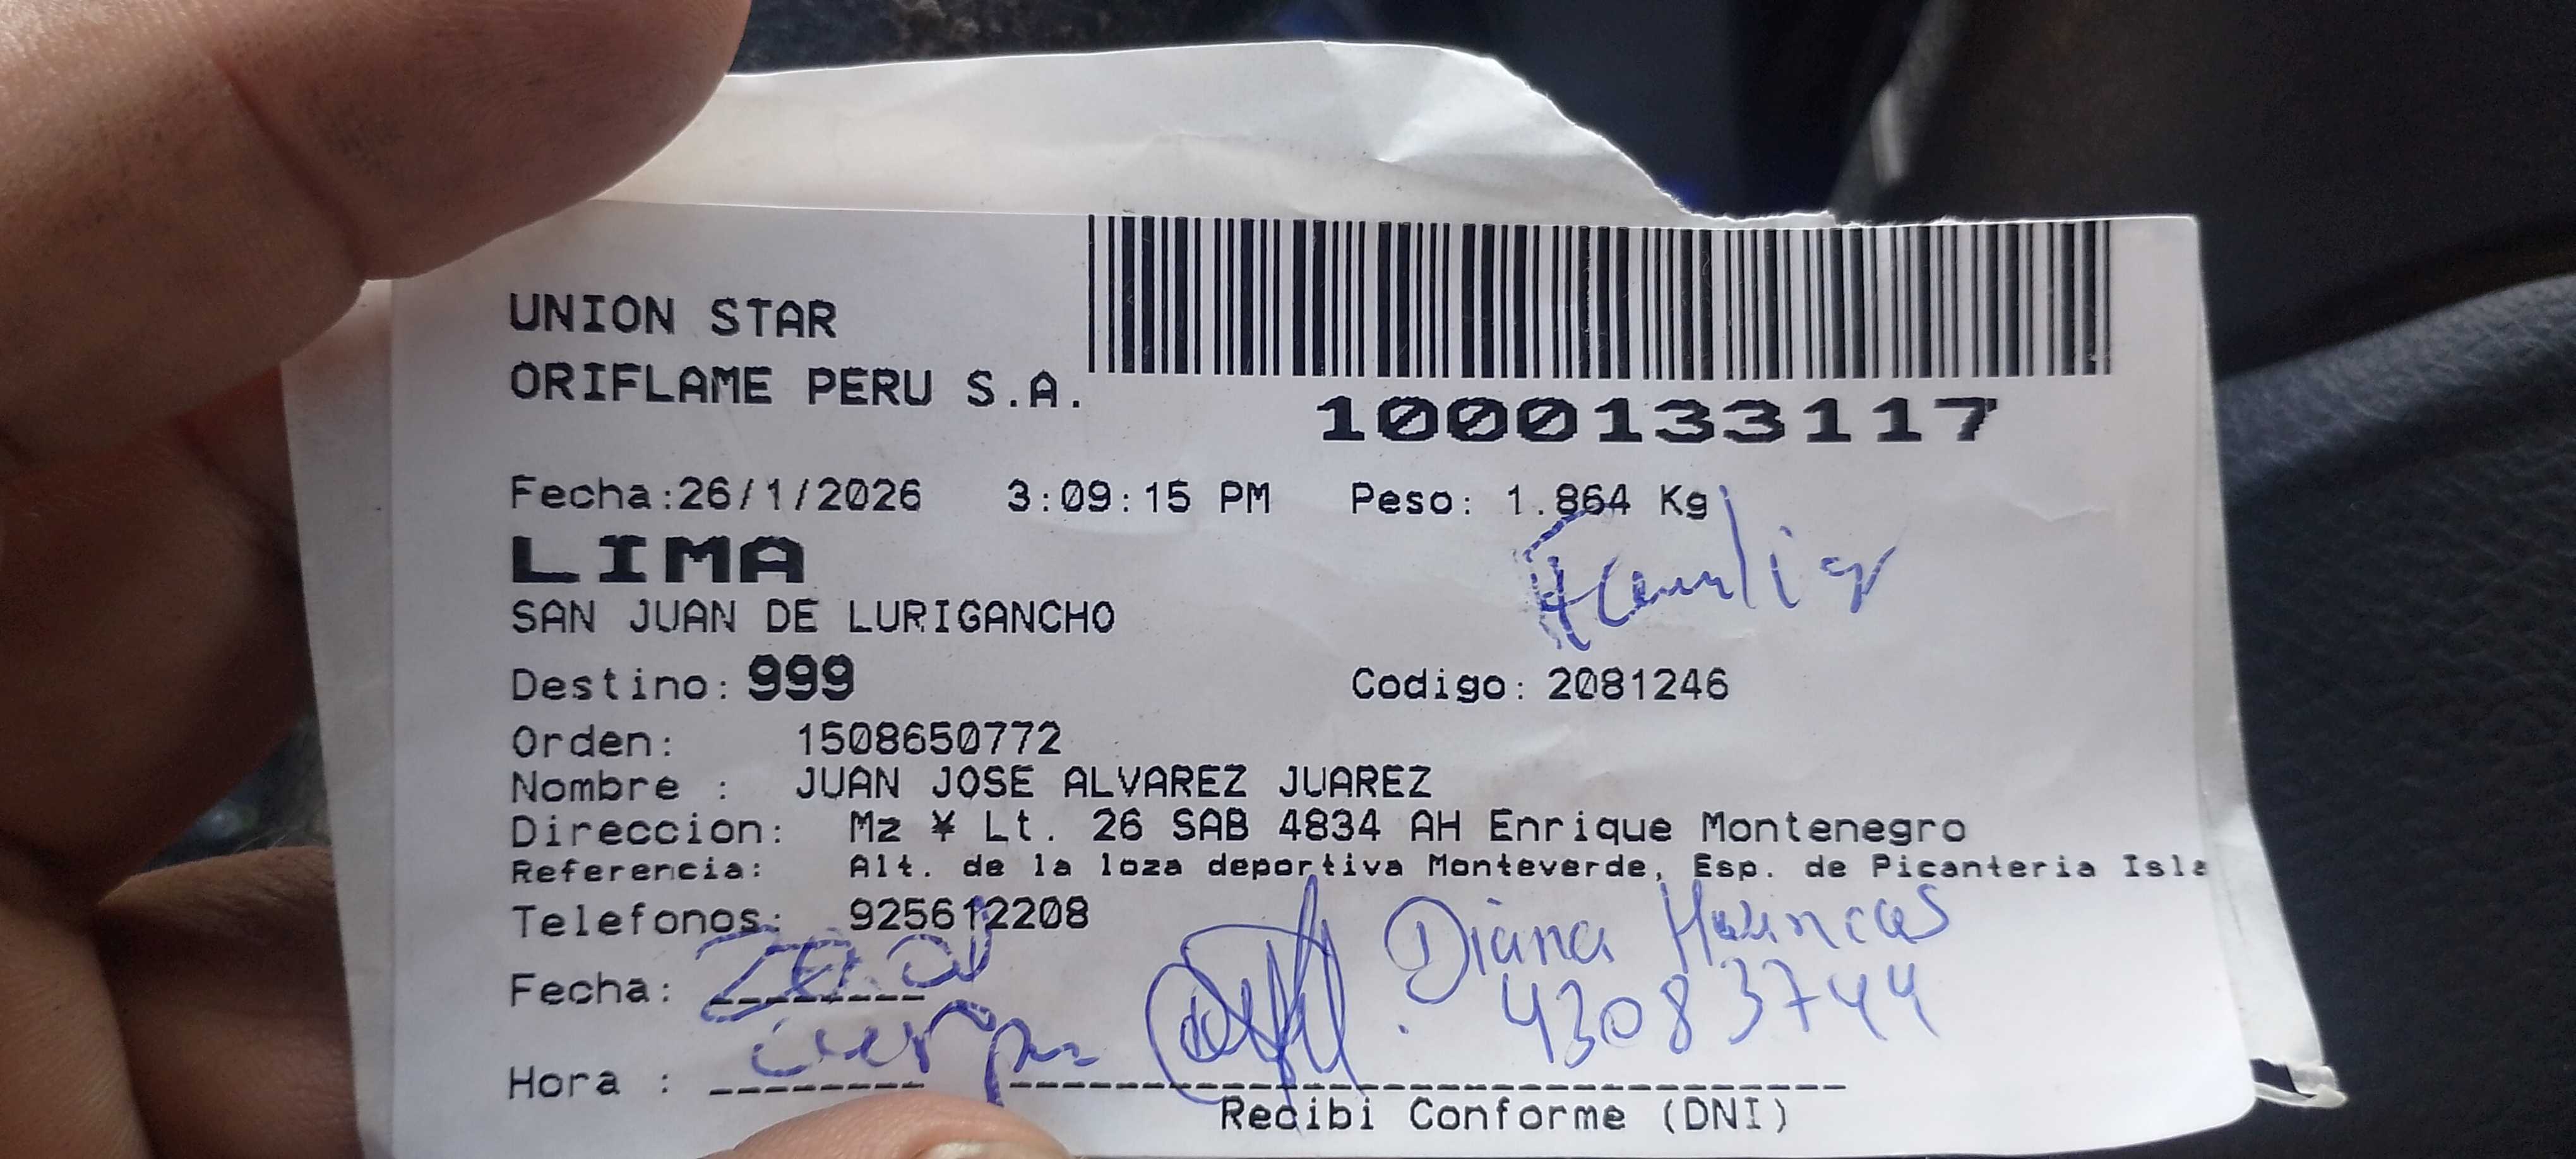 UNION STAR
ORIFLAME PERU S.A.
1000133117
Fecha:26/1/2026 3:09:15 PM Peso: 1.864 Kg
LIMA
Familia
SAN JUAN DE LURIGANCHO
Destino: 999 Codigo: 2081246
Orden: 1508650772
Nombre : JUAN JOSE ALVAREZ JUAREZ
Direccion: Mz ¥ Lt. 26 SAB 4834 AH Enrique Montenegro
Referencia: Alt. de la loza deportiva Monteverde, Esp. de Picanteria Isla
Telefonos: 925612208
Diana
Fecha:
43083744
Hora :
Recibi Conforme (DNI)